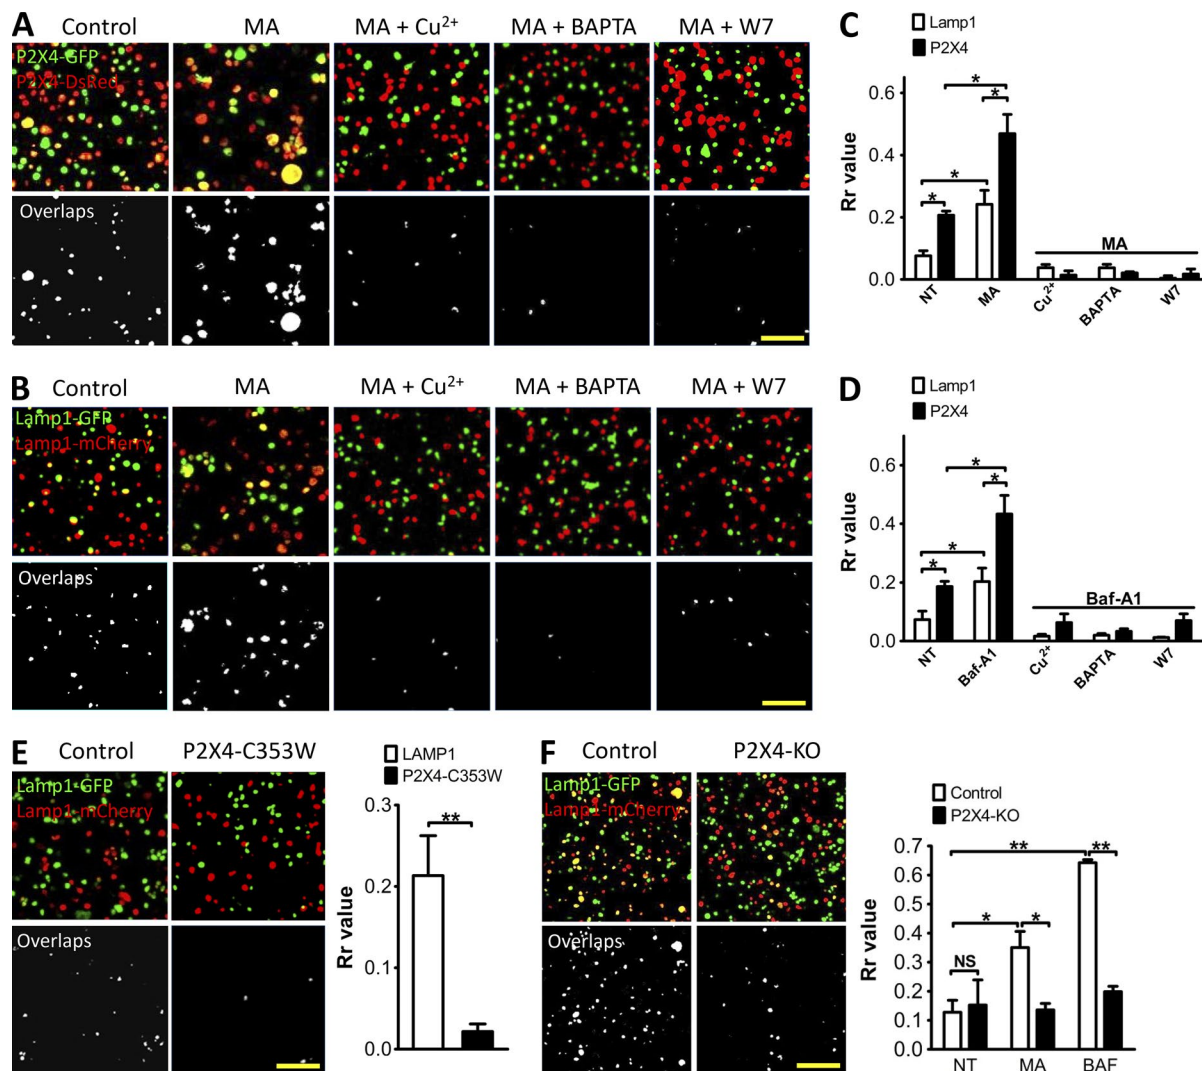 A
Control
MA
MA + Cu²⁺
MA + BAPTA
MA + W7
P2X4-GFP
P2X4-DsRed
Overlaps
B
Control
MA
MA + Cu²⁺
MA + BAPTA
MA + W7
Lamp1-GFP
Lamp1-mCherry
Overlaps
C
Lamp1
P2X4
Rr value
0.6
0.4
0.2
0.0
* * * *
MA
NT
MA
Cu²⁺
BAPTA
W7
D
Lamp1
P2X4
Rr value
0.6
0.4
0.2
0.0
* * * *
Baf-A1
NT
Baf-A1
Cu²⁺
BAPTA
W7
E
Control
P2X4-C353W
Lamp1-GFP
Lamp1-mCherry
Overlaps
LAMP1
P2X4-C353W
Rr value
0.3
0.2
0.1
0.0
**
F
Control
P2X4-KO
Lamp1-GFP
Lamp1-mCherry
Overlaps
Control
P2X4-KO
Rr value
0.7
0.6
0.5
0.4
0.3
0.2
0.1
0.0
** **
* *
NS
NT
MA
BAF